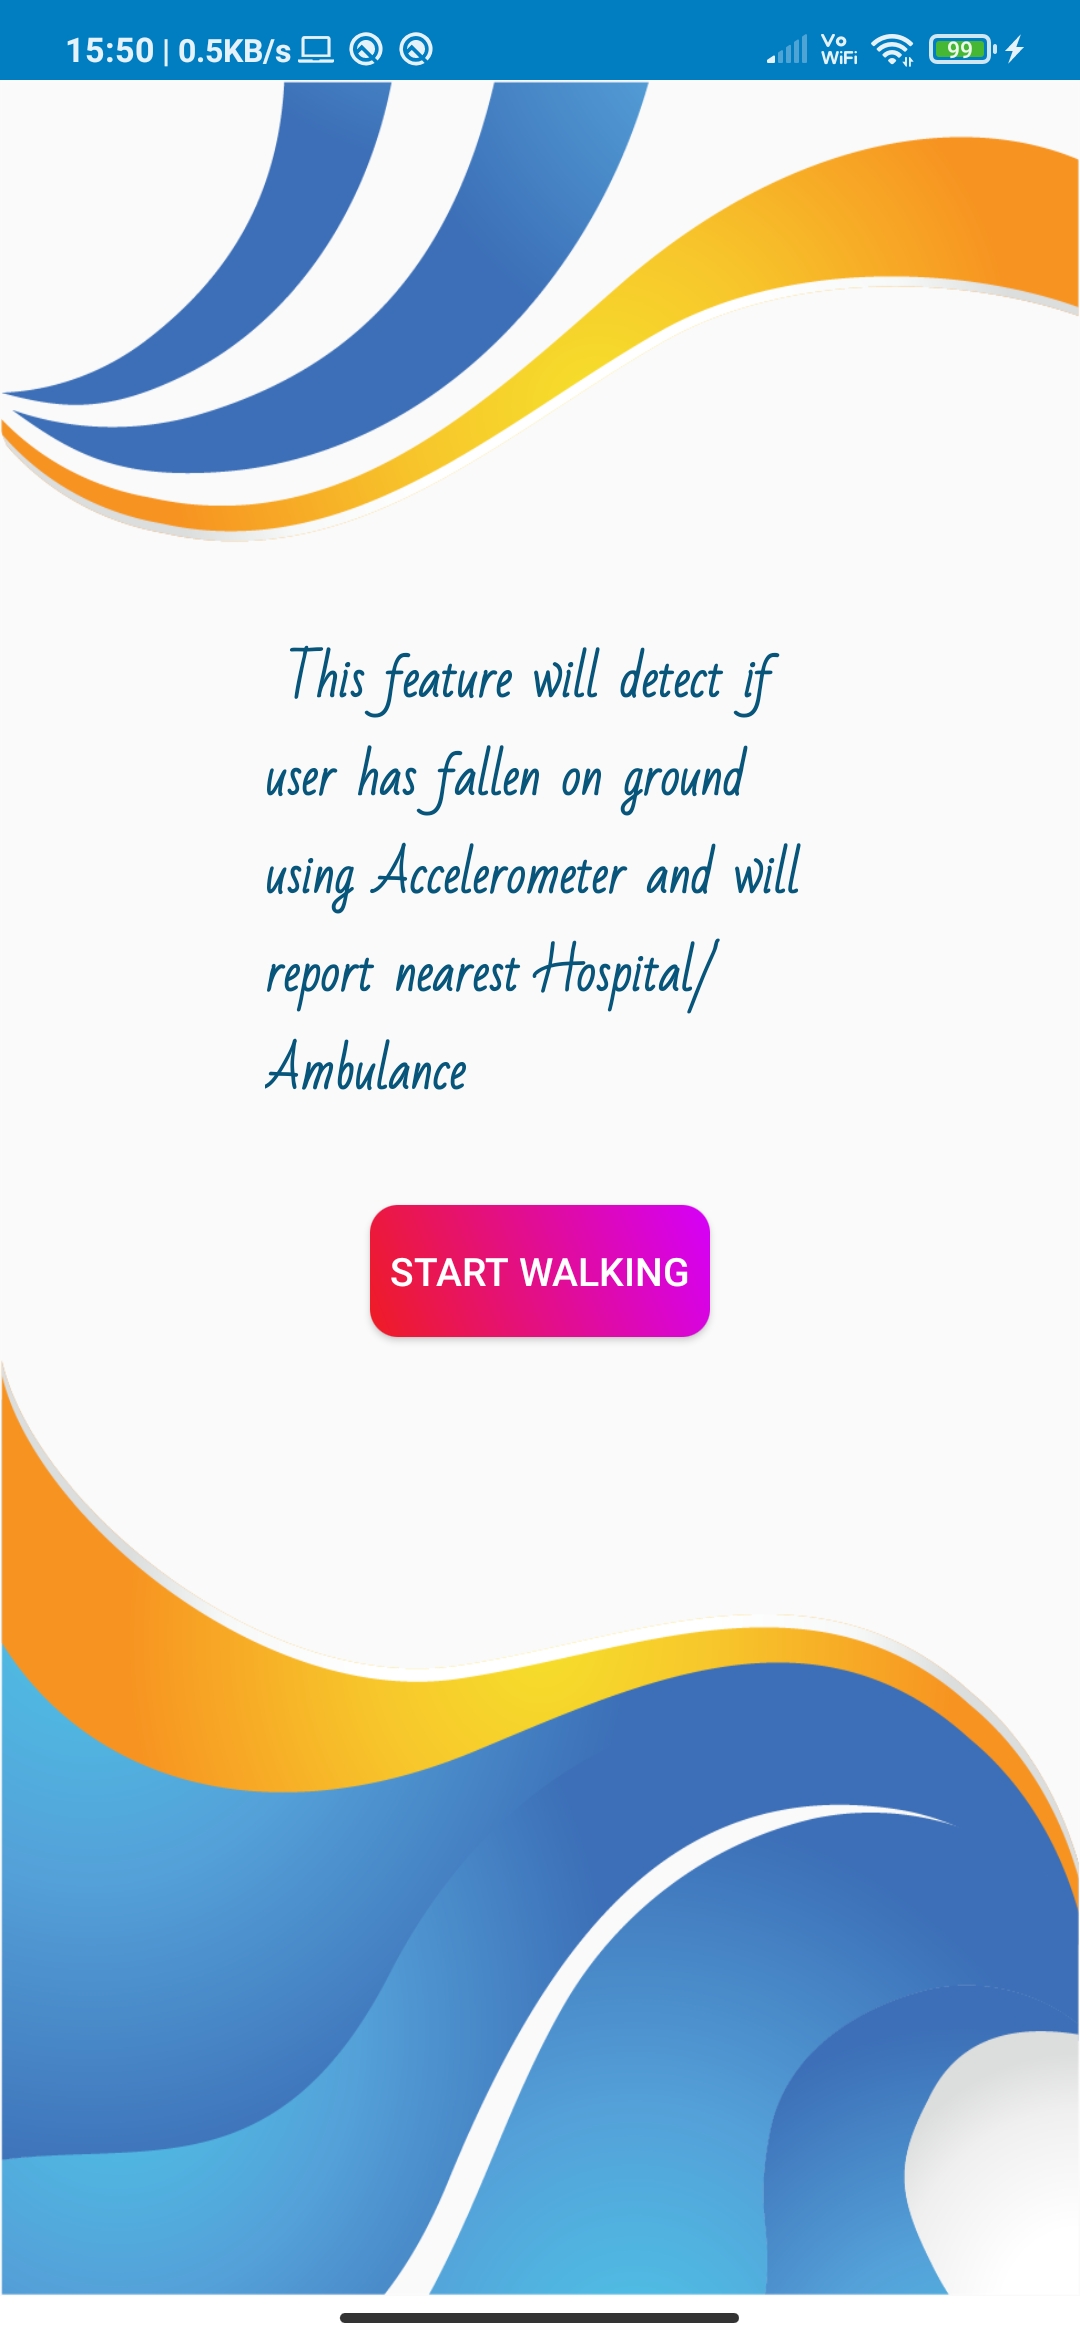 15:50 | 0.5KB/s
Vo
WiFi
99
This feature will detect if
user has fallen on ground
using Accelerometer and will
report nearest Hospital/
Ambulance
START WALKING